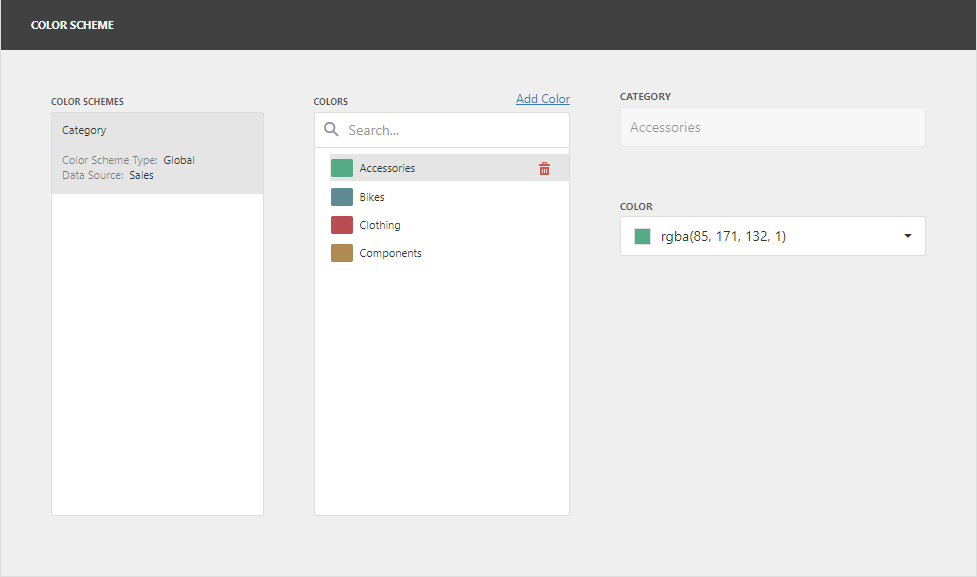 COLOR SCHEME
COLOR SCHEMES
Category
Color Scheme Type: Global
Data Source: Sales
COLORS
Add Color
Search...
Accessories
Bikes
Clothing
Components
CATEGORY
Accessories
COLOR
rgba(85, 171, 132, 1)